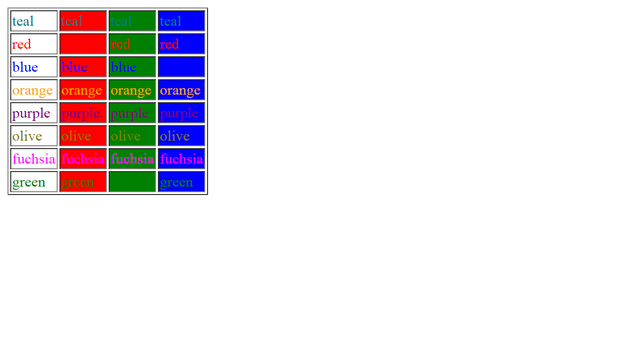 teal teal teal teal
red red red
blue blue blue
orange orange orange orange
purple purple purple purple
olive olive olive olive
fuchsia fuchsia fuchsia fuchsia
green green green